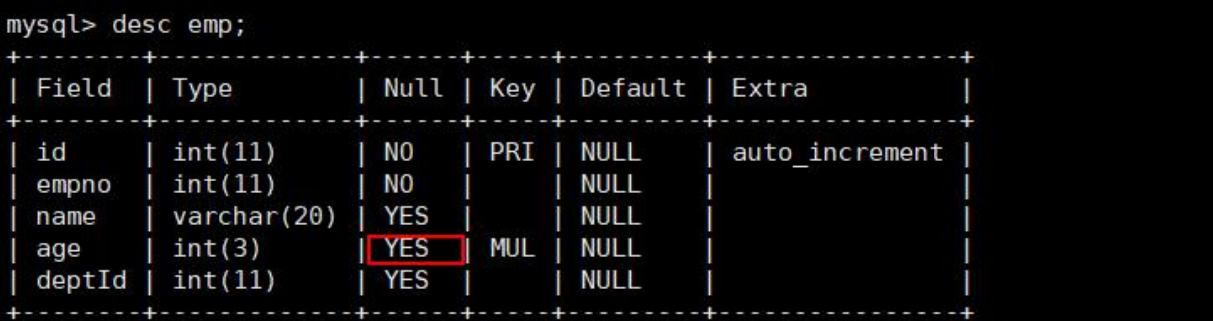 mysql> desc emp;
+--------+-------------+------+-----+---------+----------------+
| Field  | Type        | Null | Key | Default | Extra          |
+--------+-------------+------+-----+---------+----------------+
| id     | int(11)     | NO   | PRI | NULL    | auto_increment |
| empno  | int(11)     | NO   |     | NULL    |                |
| name   | varchar(20) | YES  |     | NULL    |                |
| age    | int(3)      | YES  | MUL | NULL    |                |
| deptId | int(11)     | YES  |     | NULL    |                |
+--------+-------------+------+-----+---------+----------------+